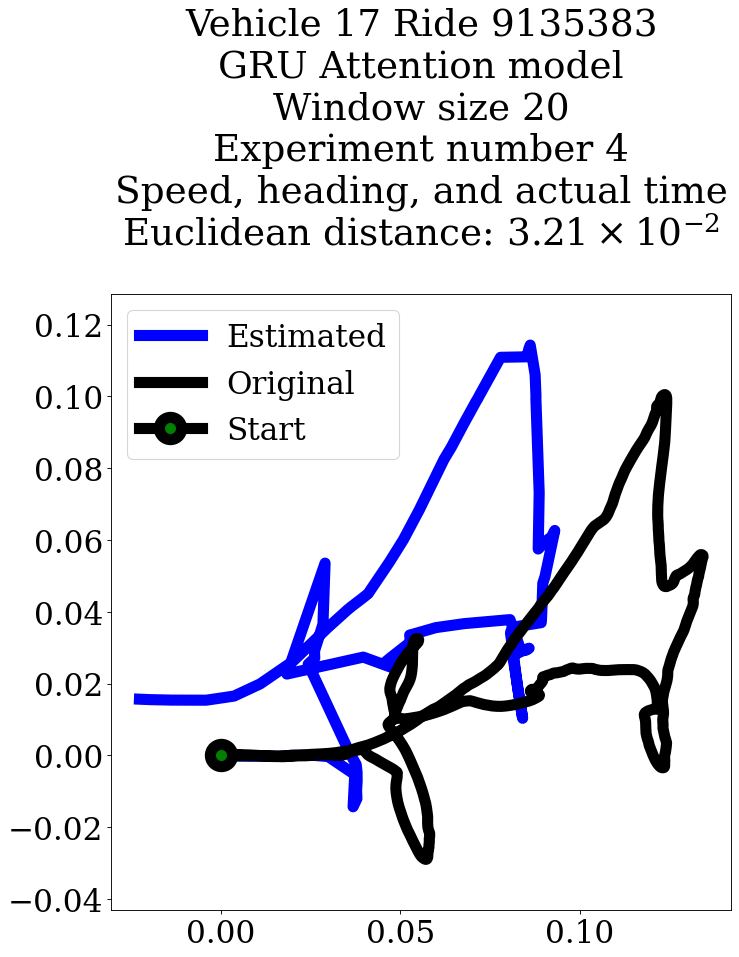 Vehicle 17 Ride 9135383
GRU Attention model
Window size 20
Experiment number 4
Speed, heading, and actual time
Euclidean distance: 3.21 × 10⁻²
Estimated
Original
Start
0.12
0.10
0.08
0.06
0.04
0.02
0.00
−0.02
−0.04
0.00 0.05 0.10